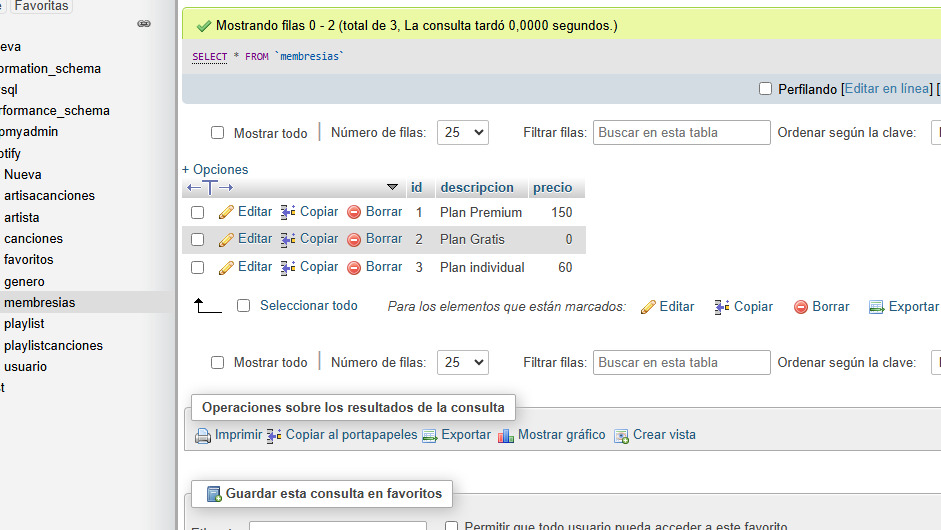 Favoritas
eva
ormation_schema
sql
rformance_schema
pmyadmin
otify
Nueva
artisacanciones
artista
canciones
favoritos
genero
membresias
playlist
playlistcanciones
usuario
st
Mostrando filas 0 - 2 (total de 3, La consulta tardó 0,0000 segundos.)
SELECT * FROM `membresias`
Perfilando [Editar en línea] [
Mostrar todo | Número de filas: 25 Filtrar filas: Buscar en esta tabla Ordenar según la clave:
+ Opciones
←T→ id descripcion precio
Editar Copiar Borrar 1 Plan Premium 150
Editar Copiar Borrar 2 Plan Gratis 0
Editar Copiar Borrar 3 Plan individual 60
Seleccionar todo Para los elementos que están marcados: Editar Copiar Borrar Exportar
Mostrar todo | Número de filas: 25 Filtrar filas: Buscar en esta tabla Ordenar según la clave:
Operaciones sobre los resultados de la consulta
Imprimir Copiar al portapapeles Exportar Mostrar gráfico Crear vista
Guardar esta consulta en favoritos
Permitir que todo usuario pueda acceder a este favorito